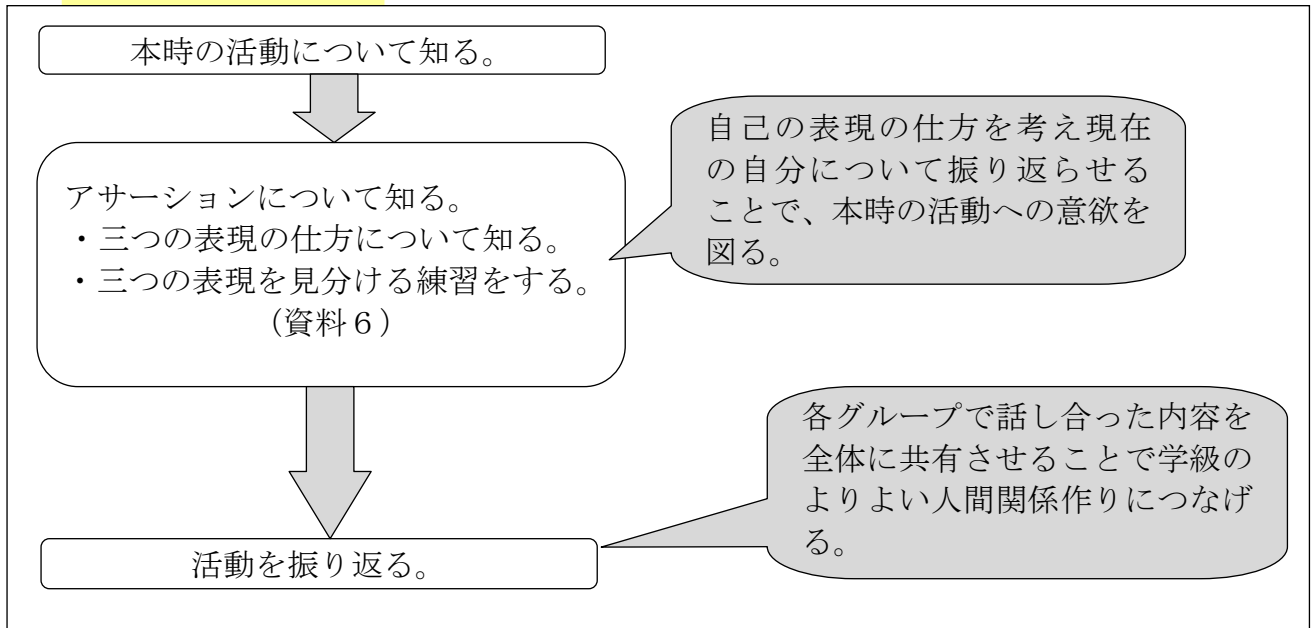 本時の活動について知る。
アサーションについて知る。
・三つの表現の仕方について知る。
・三つの表現を見分ける練習をする。
（資料６）
自己の表現の仕方を考え現在
の自分について振り返らせる
ことで、本時の活動への意欲を
図る。
各グループで話し合った内容を
全体に共有させることで学級の
よりよい人間関係作りにつなげ
る。
活動を振り返る。